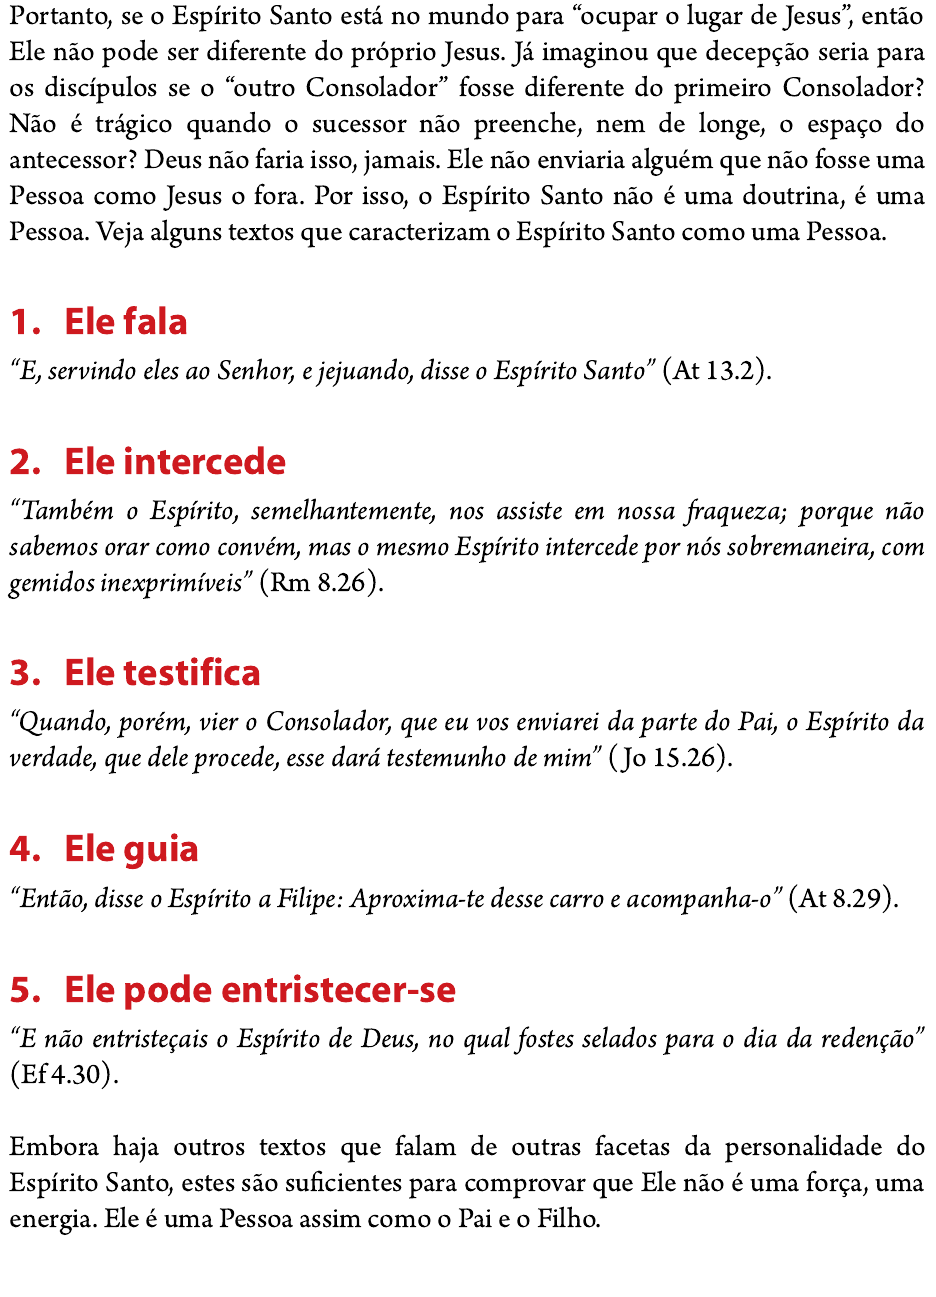 Portanto, se o Espírito Santo está no mundo para “ocupar o lugar de Jesus”, então
Ele não pode ser diferente do próprio Jesus. Já imaginou que decepção seria para
os discípulos se o “outro Consolador” fosse diferente do primeiro Consolador?
Não é trágico quando o sucessor não preenche, nem de longe, o espaço do
antecessor? Deus não faria isso, jamais. Ele não enviaria alguém que não fosse uma
Pessoa como Jesus o fora. Por isso, o Espírito Santo não é uma doutrina, é uma
Pessoa. Veja alguns textos que caracterizam o Espírito Santo como uma Pessoa.
1. Ele fala
“E, servindo eles ao Senhor, e jejuando, disse o Espírito Santo” (At 13.2).
2. Ele intercede
“Também o Espírito, semelhantemente, nos assiste em nossa fraqueza; porque não
sabemos orar como convém, mas o mesmo Espírito intercede por nós sobremaneira, com
gemidos inexprimíveis” (Rm 8.26).
3. Ele testifica
“Quando, porém, vier o Consolador, que eu vos enviarei da parte do Pai, o Espírito da
verdade, que dele procede, esse dará testemunho de mim” (Jo 15.26).
4. Ele guia
“Então, disse o Espírito a Filipe: Aproxima-te desse carro e acompanha-o” (At 8.29).
5. Ele pode entristecer-se
“E não entristeçais o Espírito de Deus, no qual fostes selados para o dia da redenção”
(Ef 4.30).
Embora haja outros textos que falam de outras facetas da personalidade do
Espírito Santo, estes são suficientes para comprovar que Ele não é uma força, uma
energia. Ele é uma Pessoa assim como o Pai e o Filho.